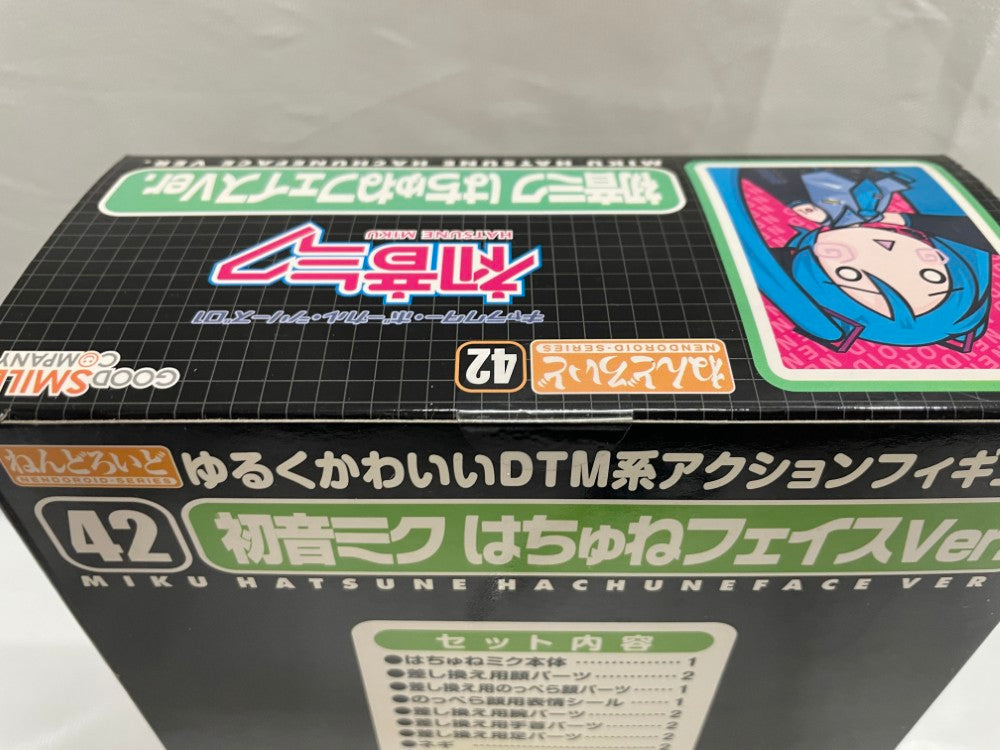 MIKU HATSUNE HACHUNEFACE VER.
初音ミク はちゅねフェイスVer.
HATSUNE MIKU
初音ミク
キャラクター・ボーカル・シリーズ01
ねんどろいど
NENDOROID-SERIES
42
GOOD SMILE
COMPANY
ねんどろいど
NENDOROID-SERIES
ゆるくかわいいDTM系アクションフィギュ
42
初音ミク はちゅねフェイスVer
MIKU HATSUNE HACHUNEFACE VER
セット内容
●はちゅねミク本体 ……………… 1
●差し換え用顔パーツ ……………… 2
●差し換え用のっぺら顔パーツ …… 1
●のっぺら顔用表情シール ………… 1
●差し換え用腕パーツ ……………… 2
●差し換え用手首パーツ …………… 2
●差し換え用足パーツ ……………… 2
●ネギ ……………… 2